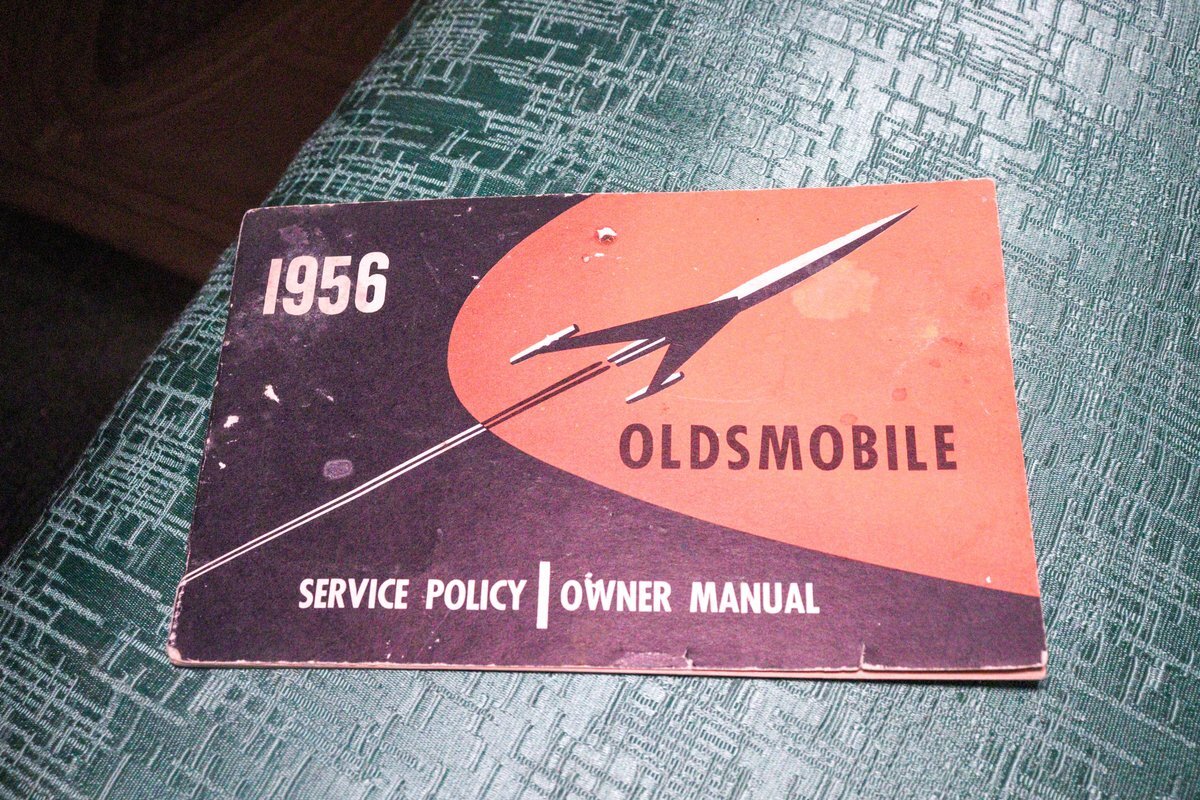 1956
OLDSMOBILE
SERVICE POLICY | OWNER MANUAL